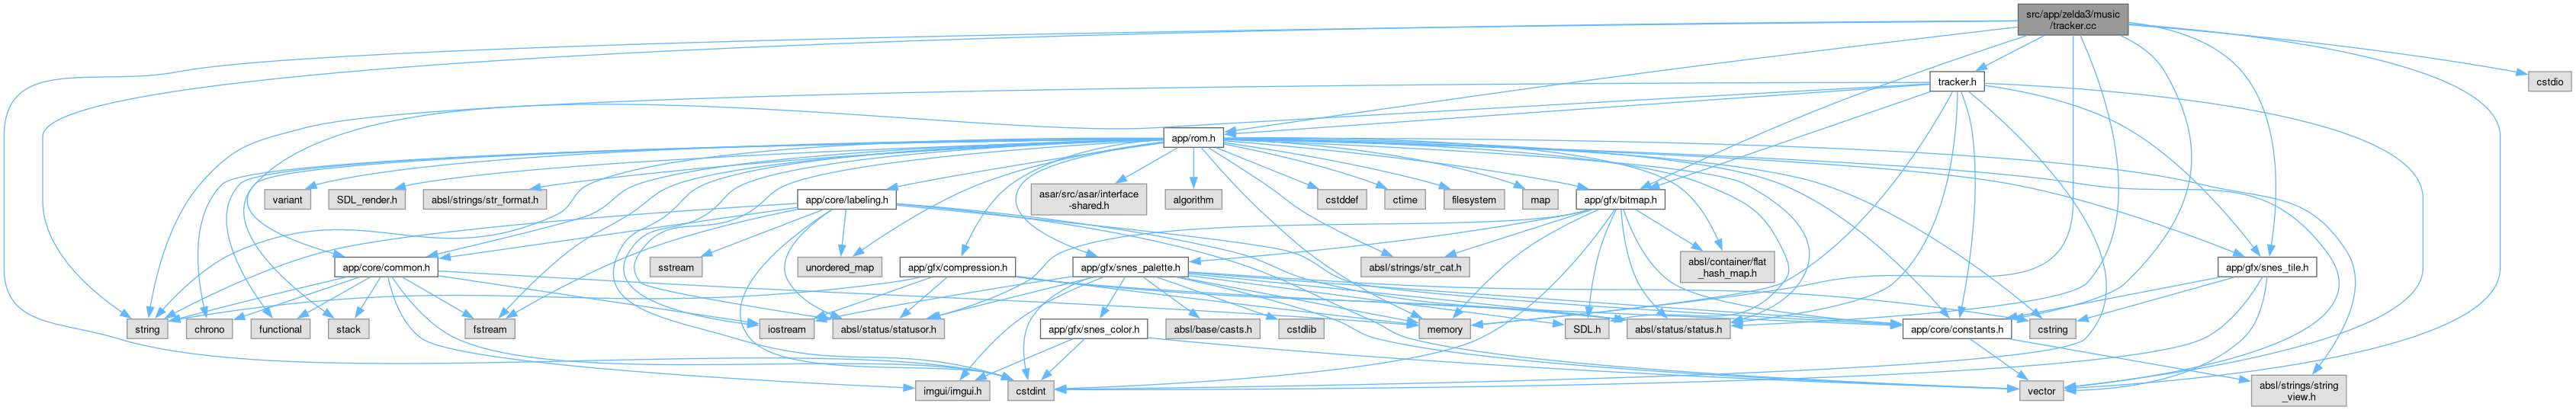 src/app/zelda3/music
/tracker.cc
tracker.h
cstdio
app/rom.h
variant
SDL_render.h
absl/strings/str_format.h
app/core/labeling.h
asar/src/asar/interface
-shared.h
algorithm
cstddef
ctime
filesystem
map
app/gfx/bitmap.h
app/core/common.h
sstream
unordered_map
app/gfx/compression.h
app/gfx/snes_palette.h
absl/strings/str_cat.h
absl/container/flat
_hash_map.h
app/gfx/snes_tile.h
string
chrono
functional
stack
fstream
iostream
absl/status/statusor.h
app/gfx/snes_color.h
absl/base/casts.h
cstdlib
memory
SDL.h
absl/status/status.h
app/core/constants.h
cstring
imgui/imgui.h
cstdint
vector
absl/strings/string
_view.h